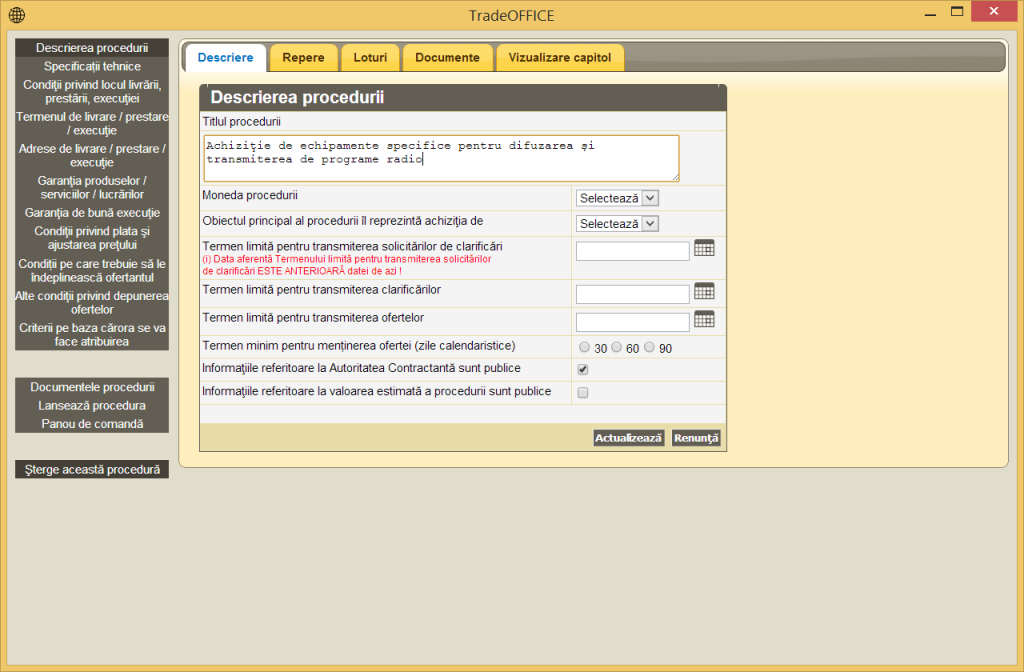 TradeOFFICE
Descrierea procedurii
Specificații tehnice
Condiţii privind locul livrării,
prestării, execuţiei
Termenul de livrare / prestare
/ execuţie
Adrese de livrare / prestare /
execuţie
Garanția produselor /
serviciilor / lucrărilor
Garanția de bună execuţie
Condiţii privind plata şi
ajustarea preţului
Condiții pe care trebuie să le
îndeplinească ofertantul
Alte condiţii privind depunerea
ofertelor
Criterii pe baza cărora se va
face atribuirea
Documentele procedurii
Lansează procedura
Panou de comandă
Şterge această procedură
Descriere
Repere
Loturi
Documente
Vizualizare capitol
Descrierea procedurii
Titlul procedurii
Achiziţie de echipamente specifice pentru difuzarea şi
transmiterea de programe radio
Moneda procedurii
Selectează
Obiectul principal al procedurii îl reprezintă achiziţia de
Selectează
Termen limită pentru transmiterea solicitărilor de clarificări
(i) Data aferentă Termenului limită pentru transmiterea solicitărilor
de clarificări ESTE ANTERIOARĂ datei de azi !
Termen limită pentru transmiterea clarificărilor
Termen limită pentru transmiterea ofertelor
Termen minim pentru menținerea ofertei (zile calendaristice)
30 60 90
Informaţiile referitoare la Autoritatea Contractantă sunt publice
Informaţiile referitoare la valoarea estimată a procedurii sunt publice
Actualizează
Renunţă